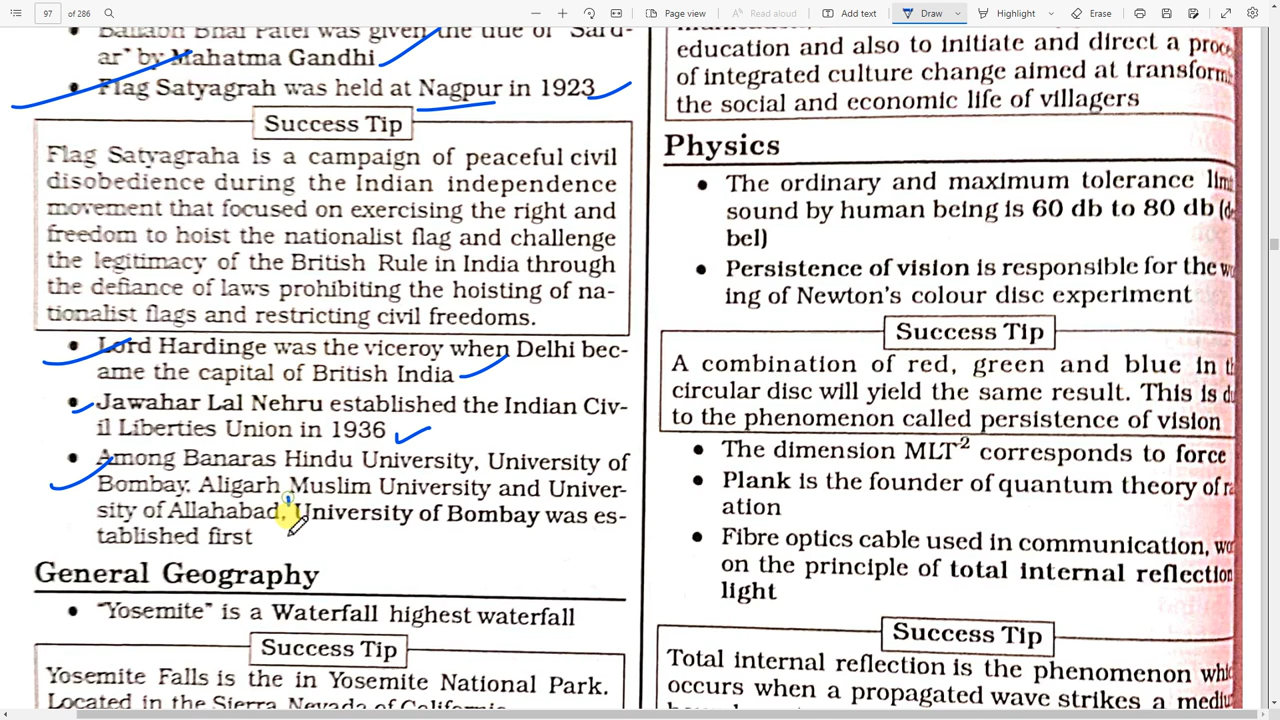 97 of 286
Page view
Read aloud
Add text
Draw
Highlight
Erase
Ballabh Bhai Patel was given the title of "Sard-
ar" by Mahatma Gandhi
Flag Satyagrah was held at Nagpur in 1923
Success Tip
Flag Satyagraha is a campaign of peaceful civil
disobedience during the Indian independence
movement that focused on exercising the right and
freedom to hoist the nationalist flag and challenge
the legitimacy of the British Rule in India through
the defiance of laws prohibiting the hoisting of na-
tionalist flags and restricting civil freedoms.
Lord Hardinge was the viceroy when Delhi bec-
ame the capital of British India
Jawahar Lal Nehru established the Indian Civ-
il Liberties Union in 1936
Among Banaras Hindu University, University of
Bombay, Aligarh Muslim University and Univer-
sity of Allahabad, University of Bombay was es-
tablished first
General Geography
"Yosemite" is a Waterfall highest waterfall
Success Tip
Yosemite Falls is the in Yosemite National Park.
Located in the Sierra Nevada of California
education and also to initiate and direct a
of integrated culture change aimed at
the social and economic life of villagers
Physics
The ordinary and maximum tolerance
sound by human being is 60 db to 80 db
bel)
Persistence of vision is responsible for the
ing of Newton's colour disc experiment
Success Tip
A combination of red, green and blue in
circular disc will yield the same result. This is
to the phenomenon called persistence of vision
The dimension MLT² corresponds to force
Plank is the founder of quantum theory of
ation
Fibre optics cable used in communication,
on the principle of total internal reflection
light
Success Tip
Total internal reflection is the phenomenon
occurs when a propagated wave strikes a